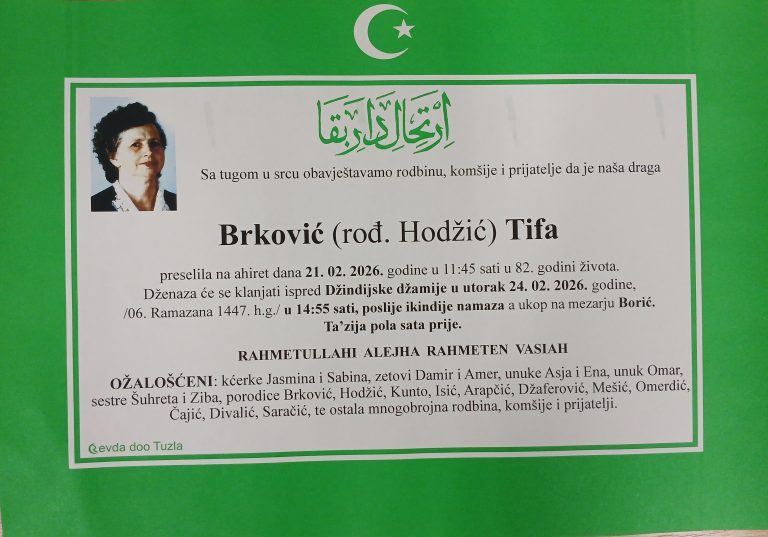 ارتحال دار بقا
Sa tugom u srcu obavještavamo rodbinu, komšije i prijatelje da je naša draga
Brković (rođ. Hodžić) Tifa
preselila na ahiret dana 21. 02. 2026. godine u 11:45 sati u 82. godini života.
Dženaza će se klanjati ispred Džindijske džamije u utorak 24. 02. 2026. godine,
/06. Ramazana 1447. h.g./ u 14:55 sati, poslije ikindije namaza a ukop na mezarju Borić.
Ta'zija pola sata prije.
RAHMETULLAHI ALEJHA RAHMETEN VASIAH
OŽALOŠĆENI: kćerke Jasmina i Sabina, zetovi Damir i Amer, unuke Asja i Ena, unuk Omar,
sestre Šuhreta i Ziba, porodice Brković, Hodžić, Kunto, Isić, Arapčić, Džaferović, Mešić, Omerdić,
Čajić, Divalić, Saračić, te ostala mnogobrojna rodbina, komšije i prijatelji.
evda doo Tuzla